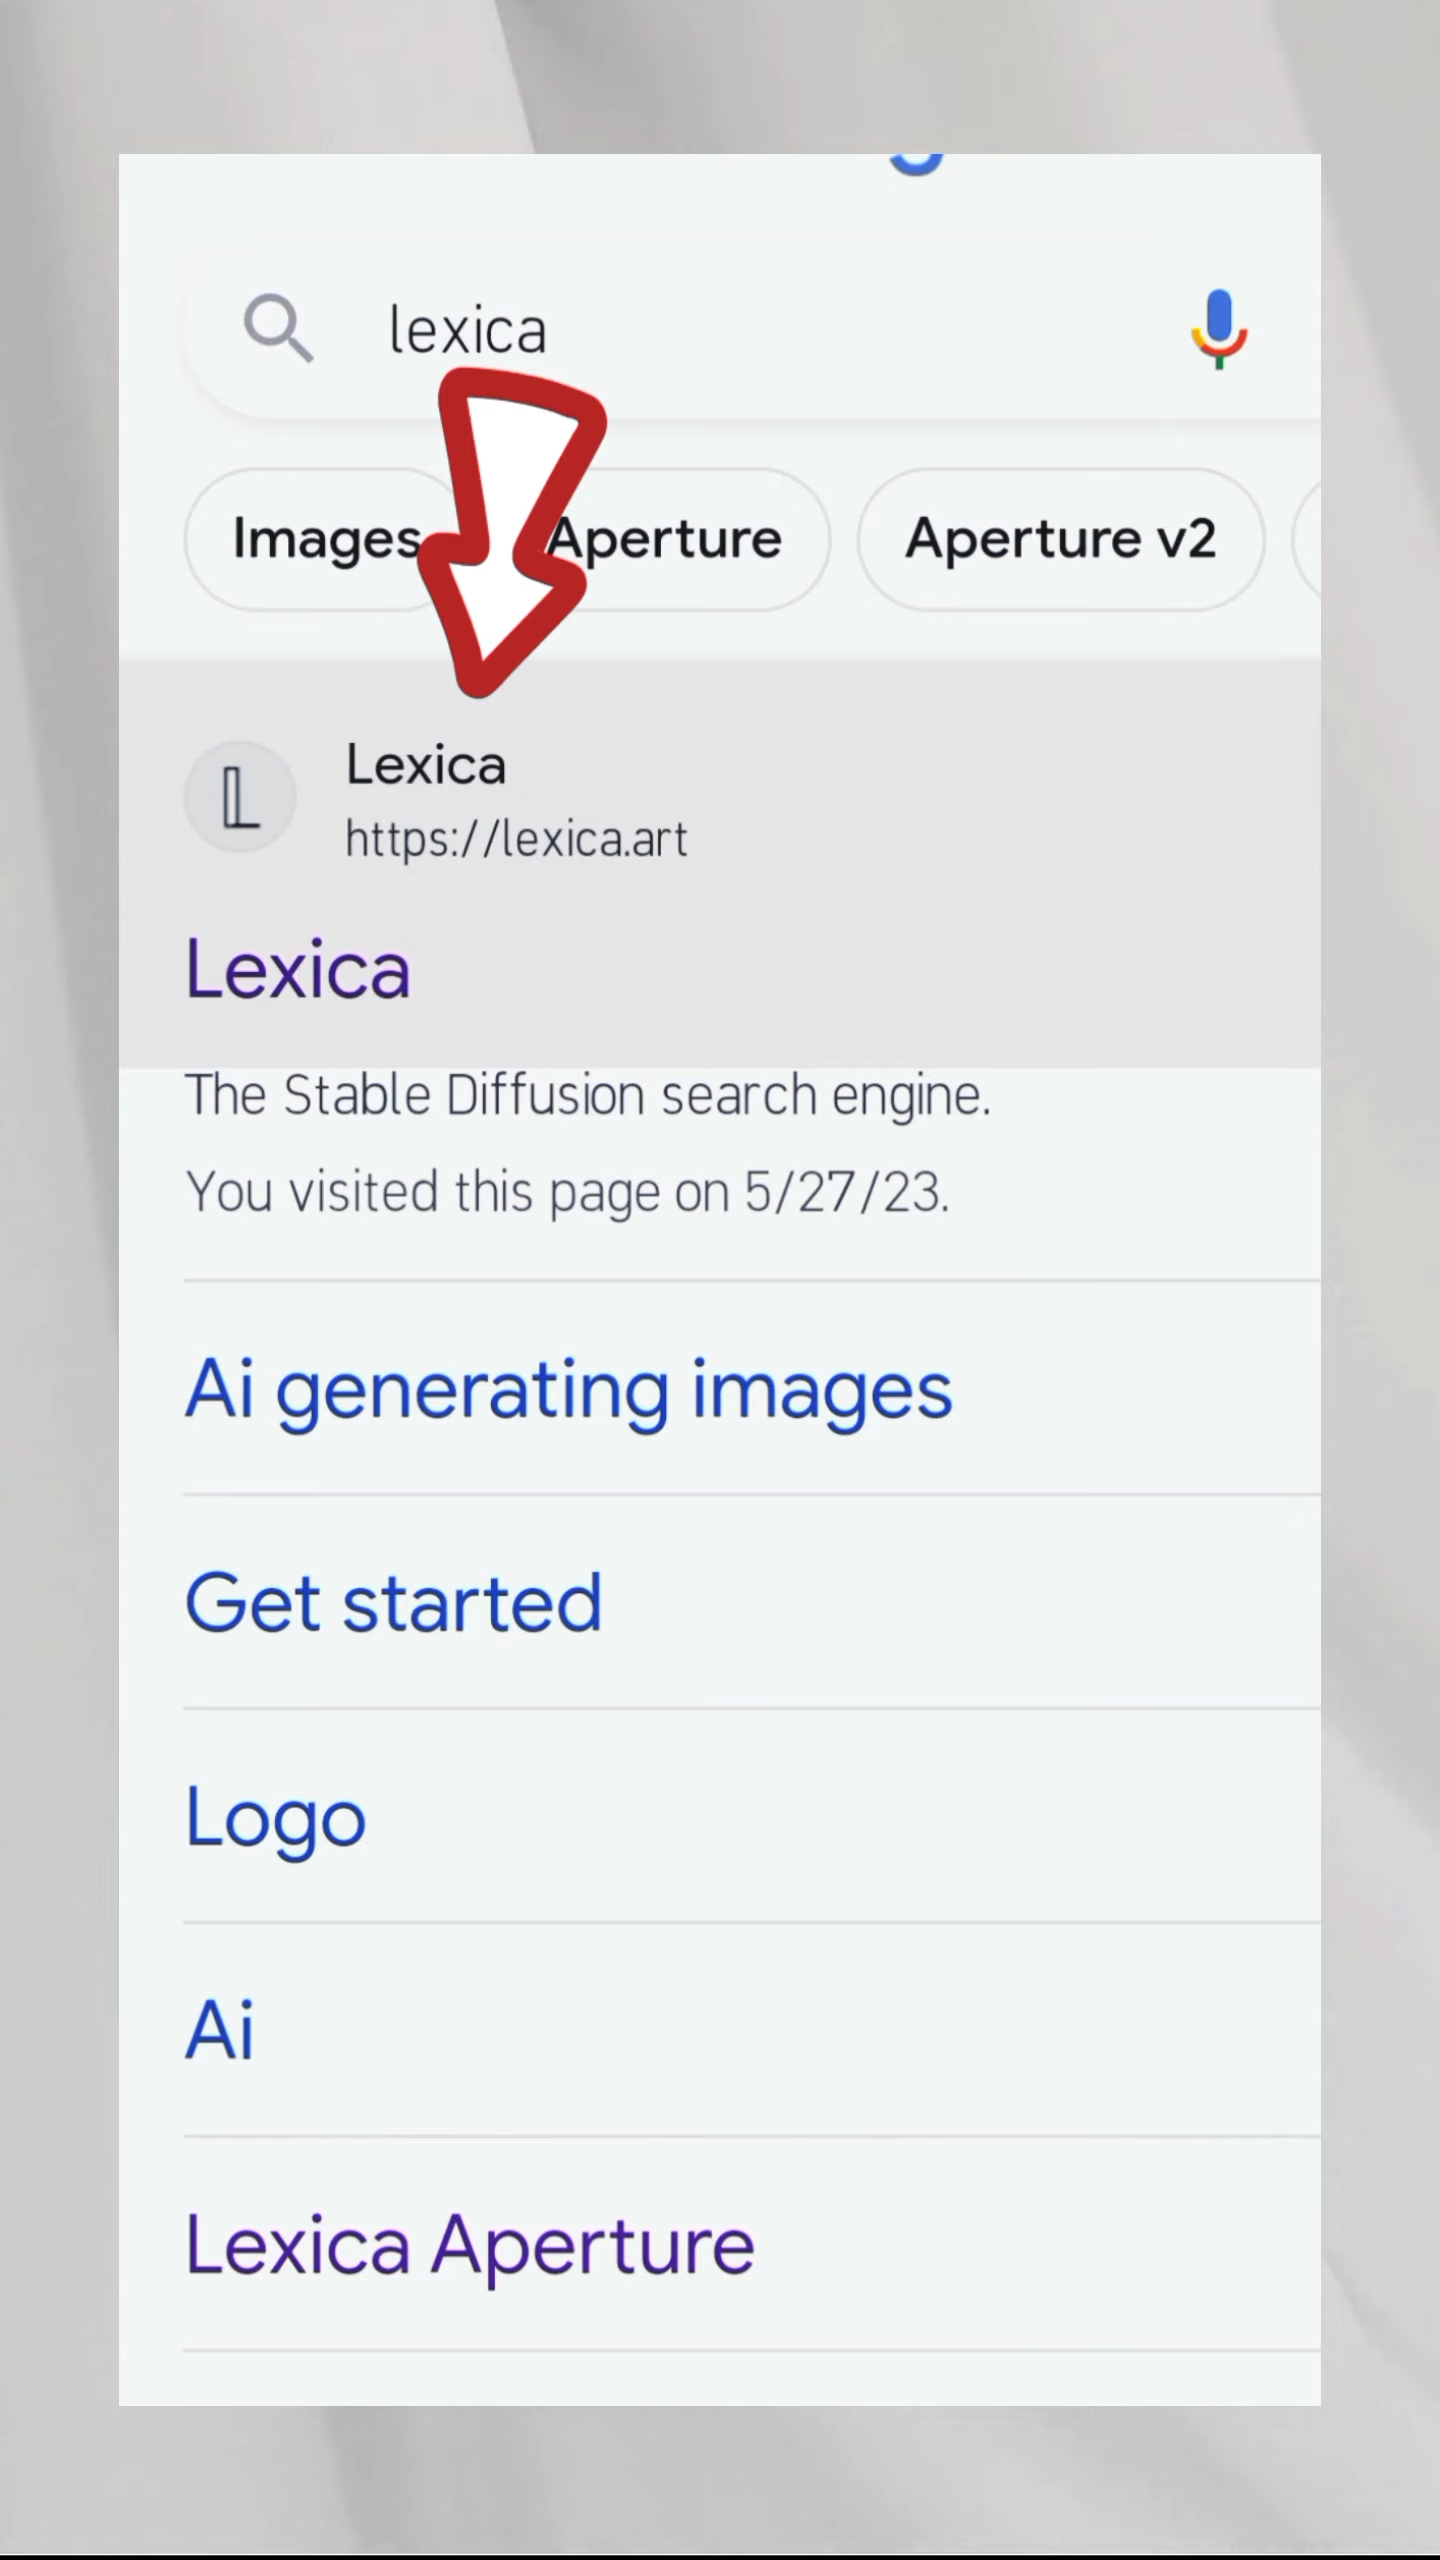 lexica
Images Aperture Aperture v2
L
Lexica
https://lexica.art
Lexica
The Stable Diffusion search engine.
You visited this page on 5/27/23.
Ai generating images
Get started
Logo
Ai
Lexica Aperture